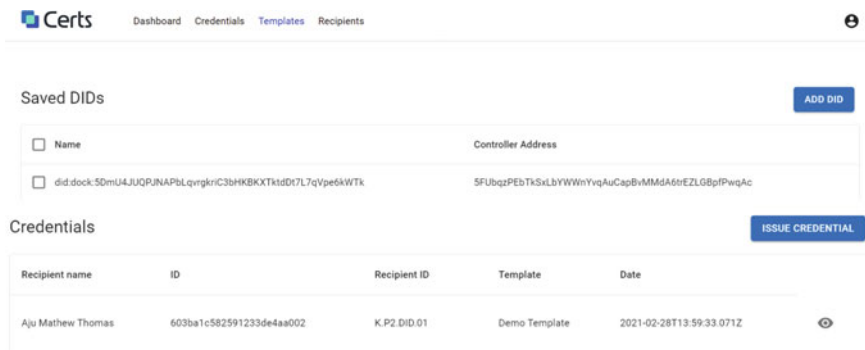 Certs Dashboard Credentials Templates Recipients
Saved DIDs ADD DID
Name Controller Address
did:dock:5DmU4JUQPJNAPbLqvrgkriC3bHKBKXTktdDt7L7qVpe6kWTk 5FUbqzPEbTkSxLbYWWnYvqAuCapBvMMdA6trEZLGBpfPwqAc
Credentials ISSUE CREDENTIAL
Recipient name ID Recipient ID Template Date
Aju Mathew Thomas 603ba1c582591233de4aa002 K.P2.DID.01 Demo Template 2021-02-28T13:59:33.071Z